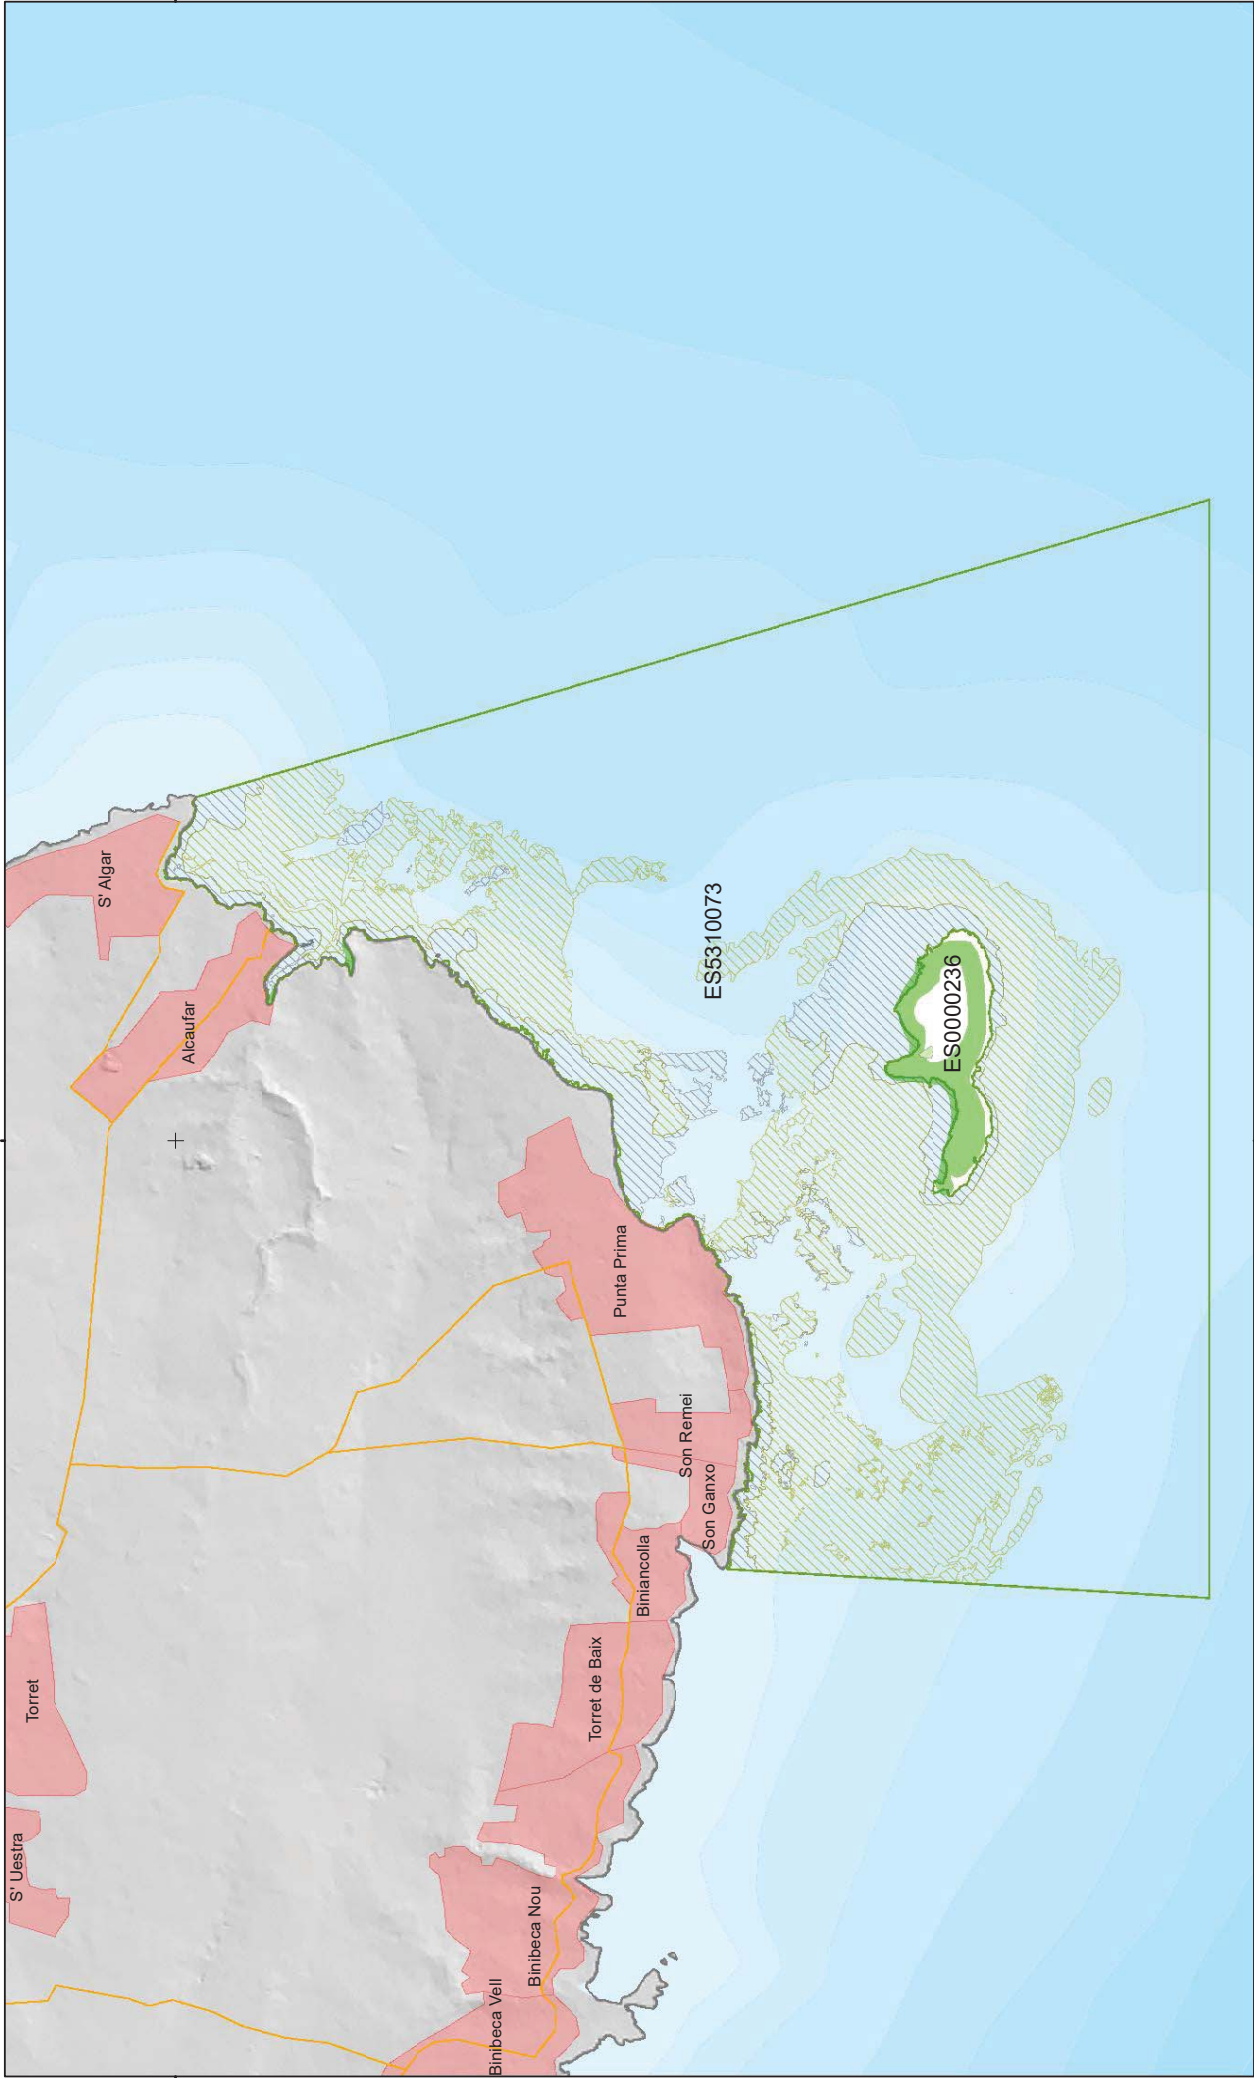 S' Uestra
Torret
S' Algar
Alcaufar
Binibeca Vell
Binibeca Nou
Torret de Baix
Biniancolla
Son Ganxo
Son Remei
Punta Prima
ES5310073
ES0000236